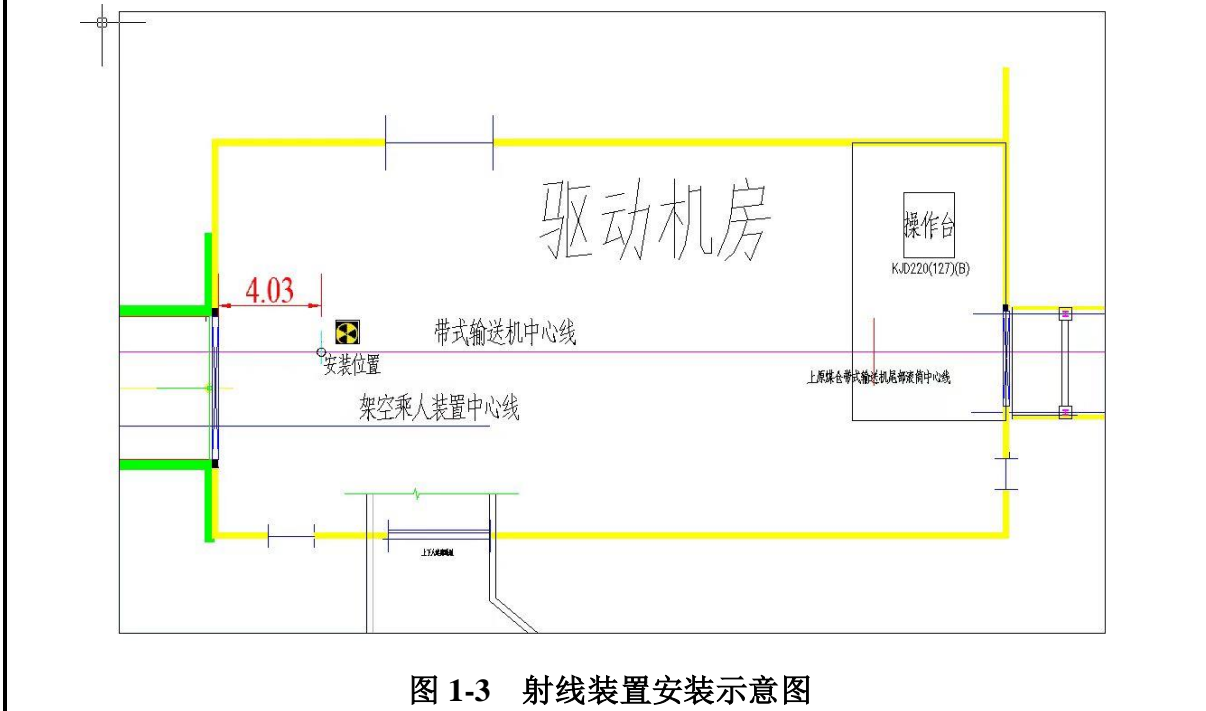 驱动机房
操作台
KJD220(127)(B)
4.03
带式输送机中心线
安装位置
上原煤仓带式输送机尾部滚筒中心线
架空乘人装置中心线
图 1-3 射线装置安装示意图